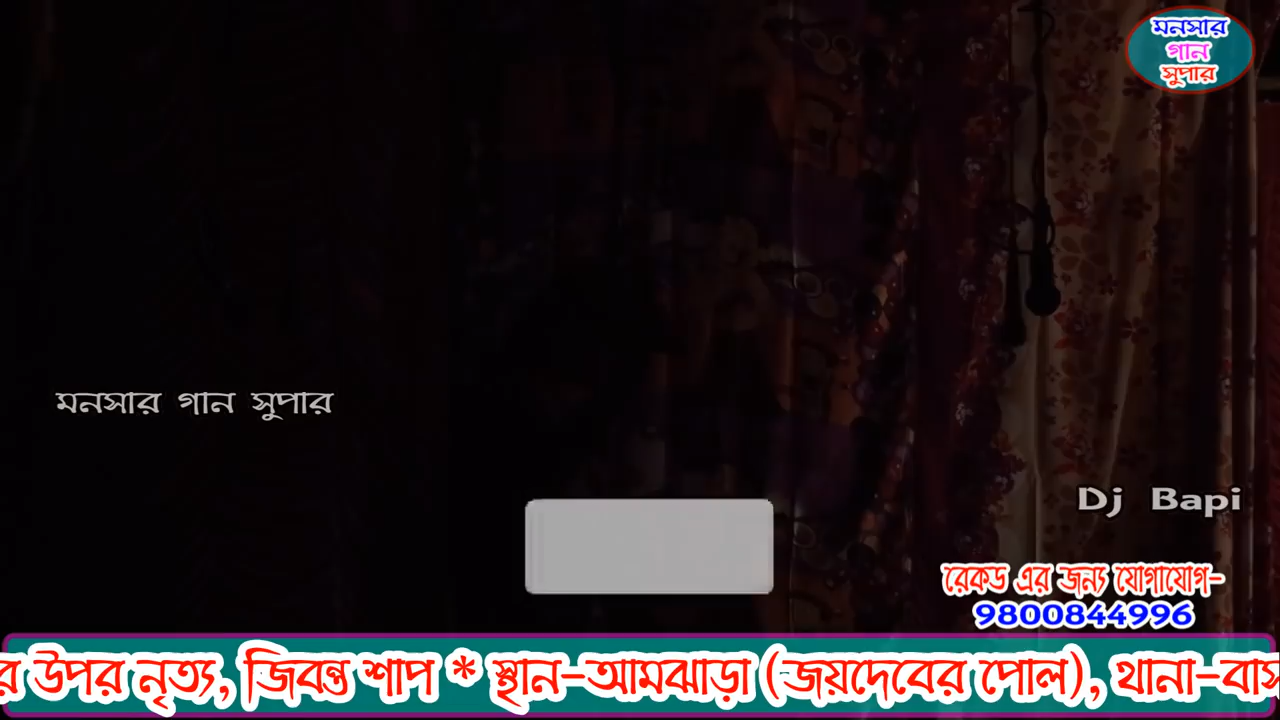 মনসার
গান
সুপার
মনসার গান সুপার
Dj Bapi
রেকড এর জন্য যোগাযোগ-
9800844996
র উপর নৃত্য, জিবন্ত শাপ * স্থান-আমঝাড়া (জয়দেবের পোল), থানা-বাস